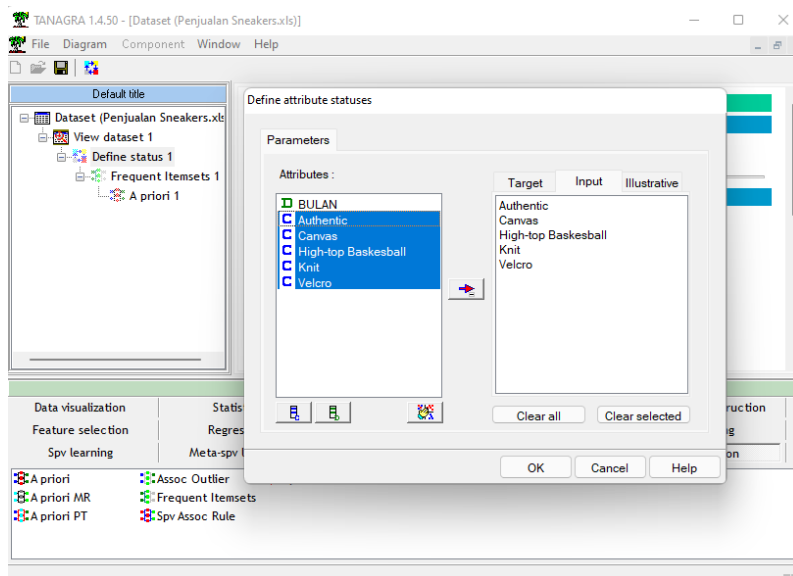 TANAGRA 1.4.50 - [Dataset (Penjualan Sneakers.xls)]
File Diagram Component Window Help
Default title
Dataset (Penjualan Sneakers.xls
View dataset 1
Define status 1
Frequent Itemsets 1
A priori 1
Define attribute statuses
Parameters
Attributes :
D BULAN
C Authentic
C Canvas
C High-top Baskesball
C Knit
C Velcro
Target Input Illustrative
Authentic
Canvas
High-top Baskesball
Knit
Velcro
Clear all Clear selected
OK Cancel Help
Data visualization Statis ruction
Feature selection Regres g
Spv learning Meta-spv on
A priori Assoc Outlier
A priori MR Frequent Itemsets
A priori PT Spv Assoc Rule